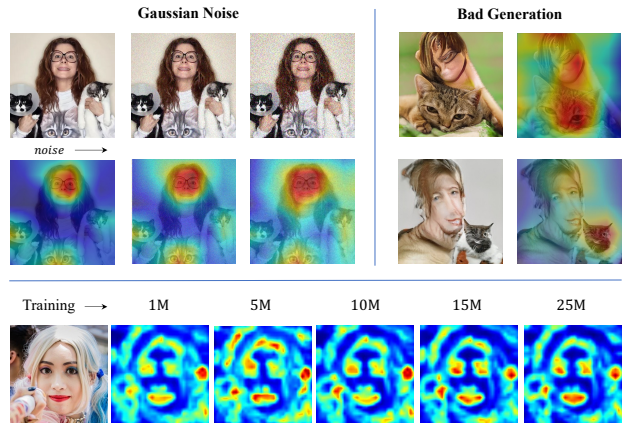 Gaussian Noise
Bad Generation
noise
Training
1M
5M
10M
15M
25M